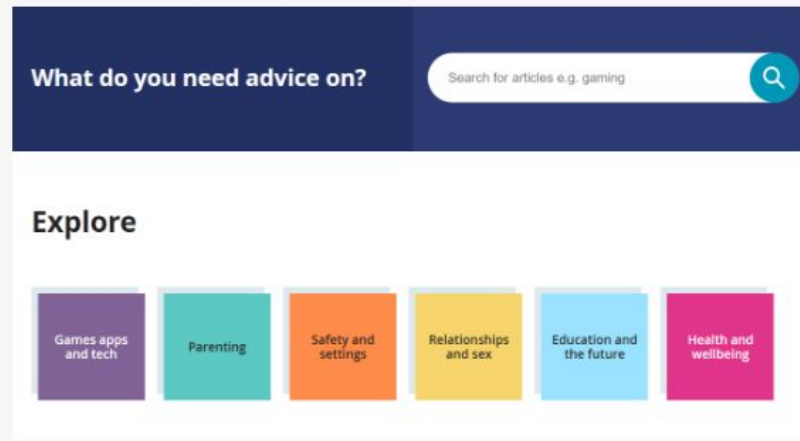 What do you need advice on?
Search for articles e.g. gaming
Explore
Games apps
and tech
Parenting
Safety and
settings
Relationships
and sex
Education and
the future
Health and
wellbeing